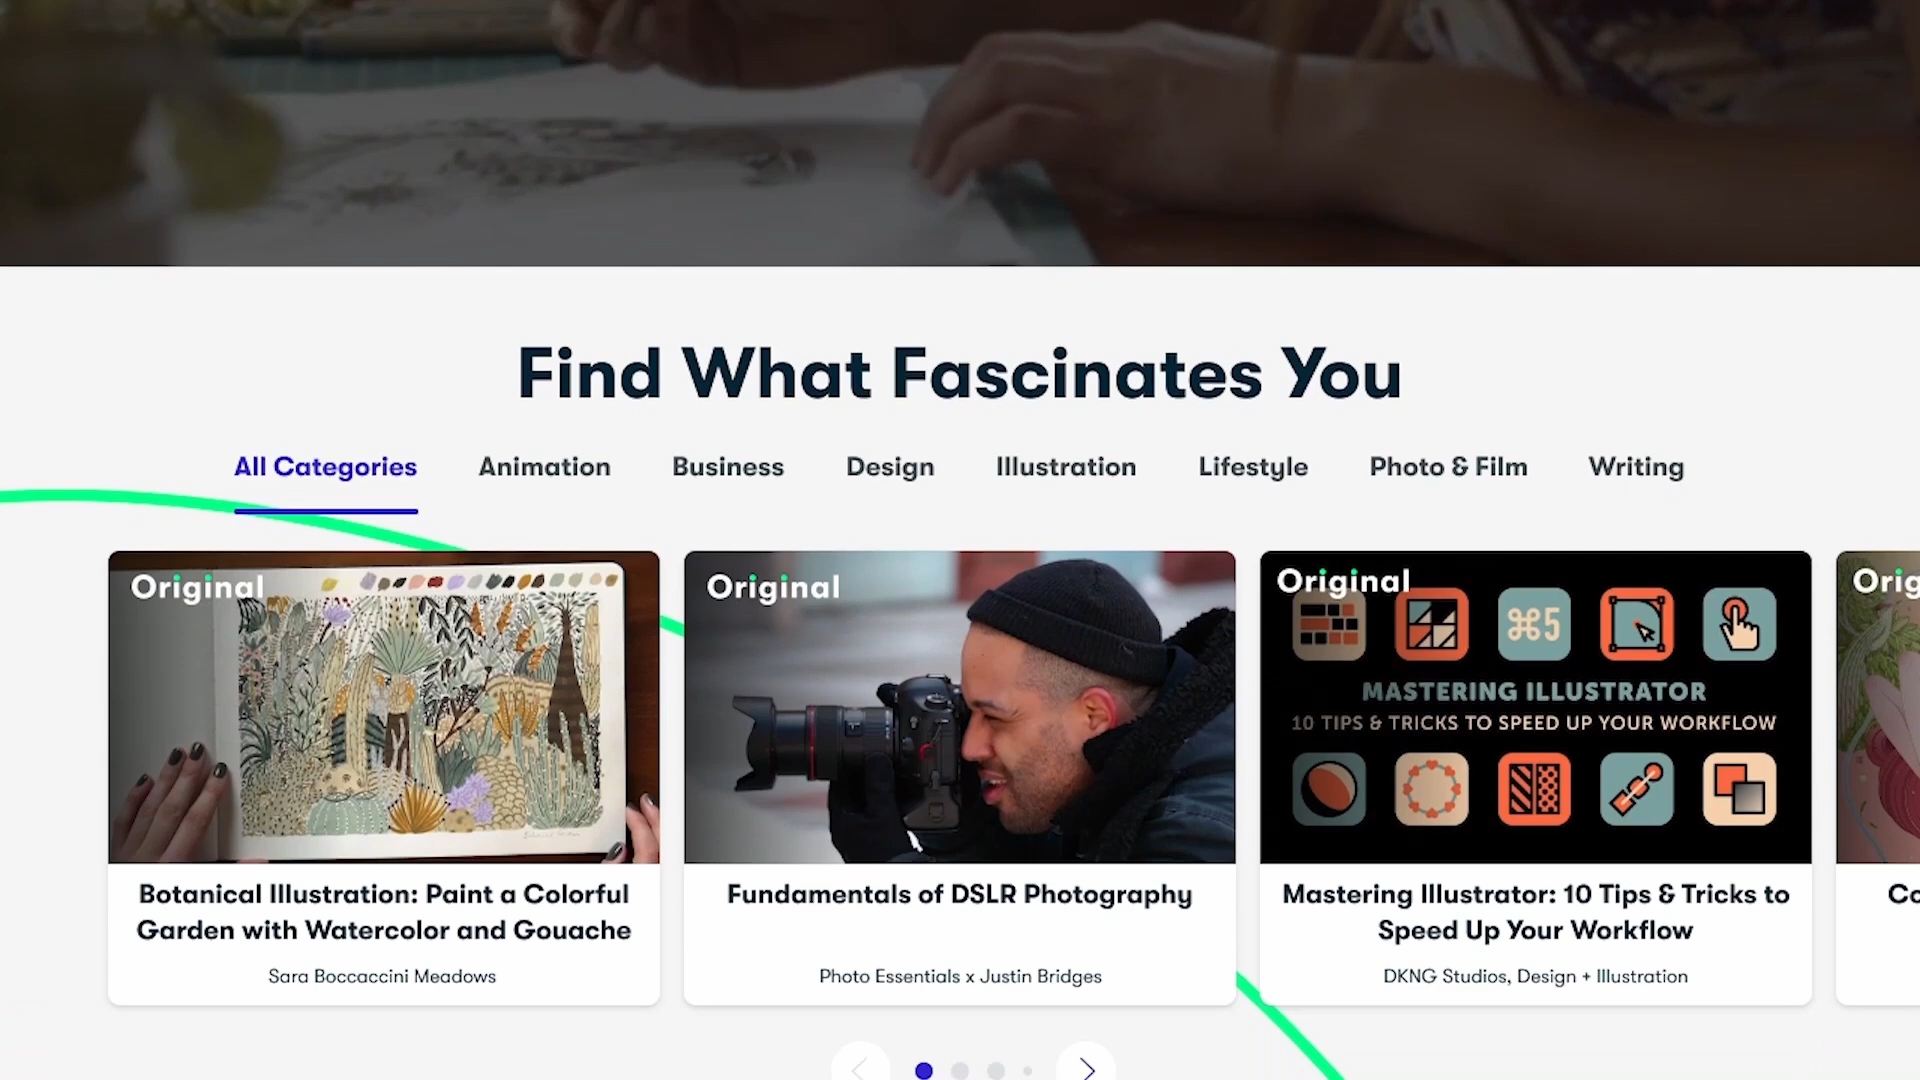 Find What Fascinates You
All Categories Animation Business Design Illustration Lifestyle Photo & Film Writing
Original
Original
Original
Orig
⌘5
MASTERING ILLUSTRATOR
10 TIPS & TRICKS TO SPEED UP YOUR WORKFLOW
Botanical Illustration: Paint a Colorful
Garden with Watercolor and Gouache
Sara Boccaccini Meadows
Fundamentals of DSLR Photography
Photo Essentials x Justin Bridges
Mastering Illustrator: 10 Tips & Tricks to
Speed Up Your Workflow
DKNG Studios, Design + Illustration
Co